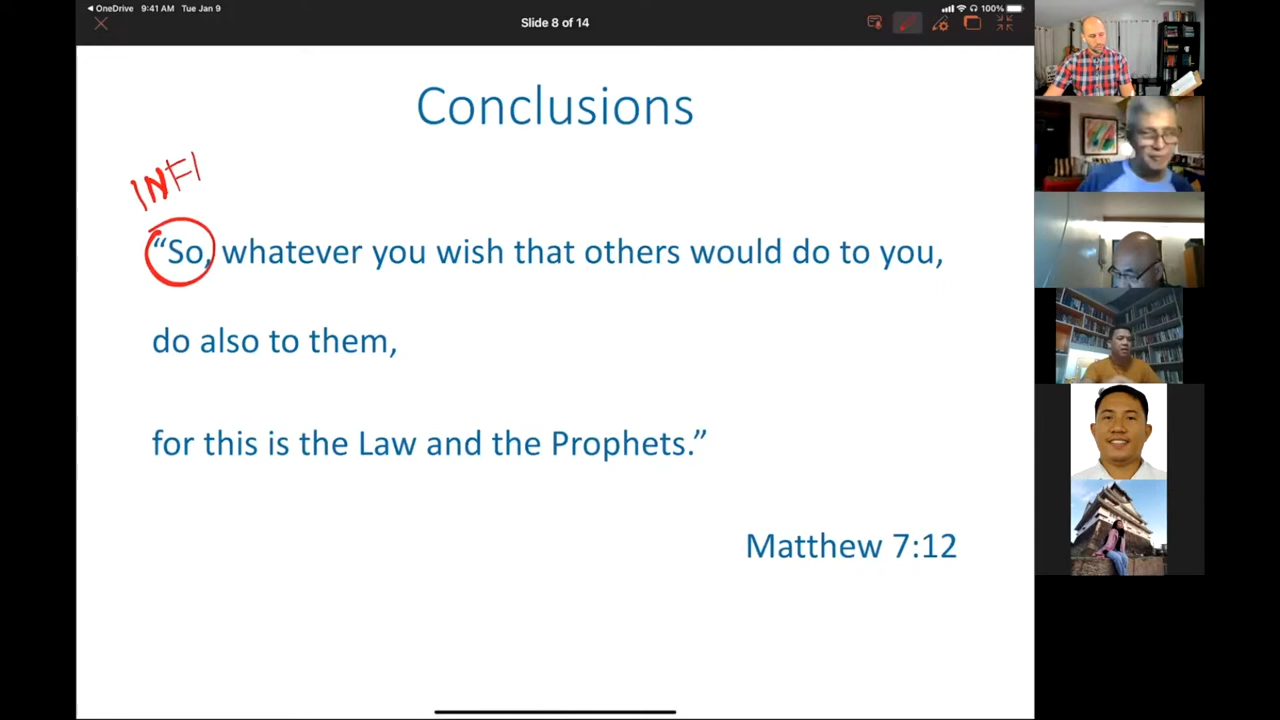 OneDrive 9:41 AM Tue Jan 9 100%
Slide 8 of 14
Conclusions
INFI
“So, whatever you wish that others would do to you,
do also to them,
for this is the Law and the Prophets.”
Matthew 7:12